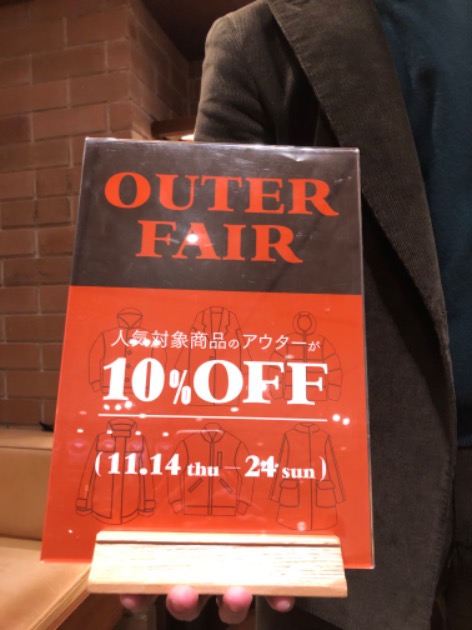 OUTER
FAIR
人気対象商品のアウターが
10%OFF
(11.14 thu — 24 sun)